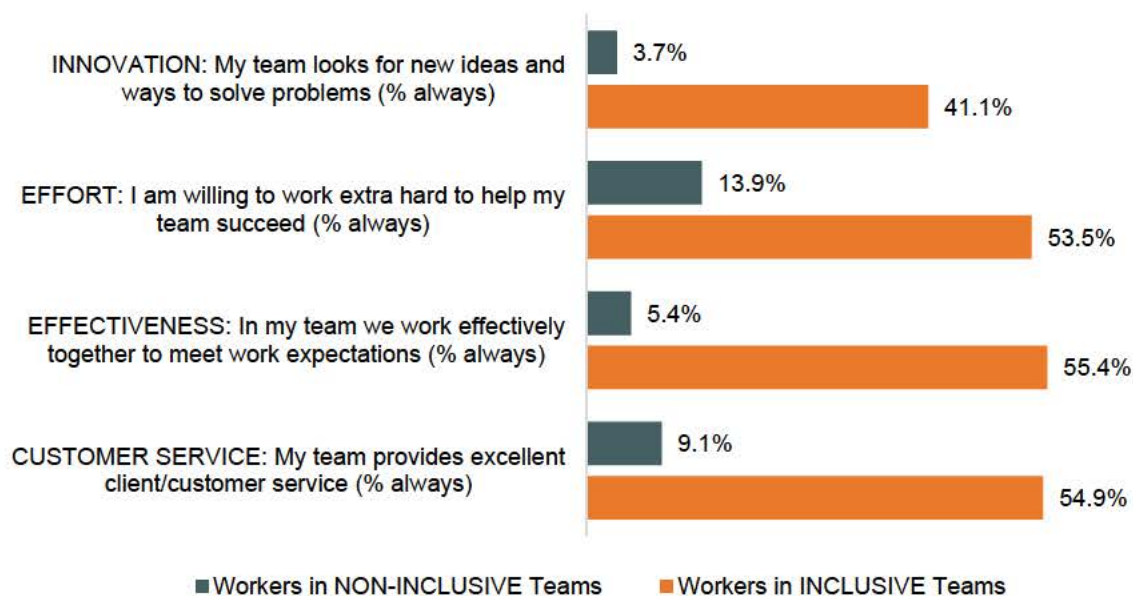 INNOVATION: My team looks for new ideas and
ways to solve problems (% always)
3.7%
41.1%
EFFORT: I am willing to work extra hard to help my
team succeed (% always)
13.9%
53.5%
EFFECTIVENESS: In my team we work effectively
together to meet work expectations (% always)
5.4%
55.4%
CUSTOMER SERVICE: My team provides excellent
client/customer service (% always)
9.1%
54.9%
Workers in NON-INCLUSIVE Teams
Workers in INCLUSIVE Teams